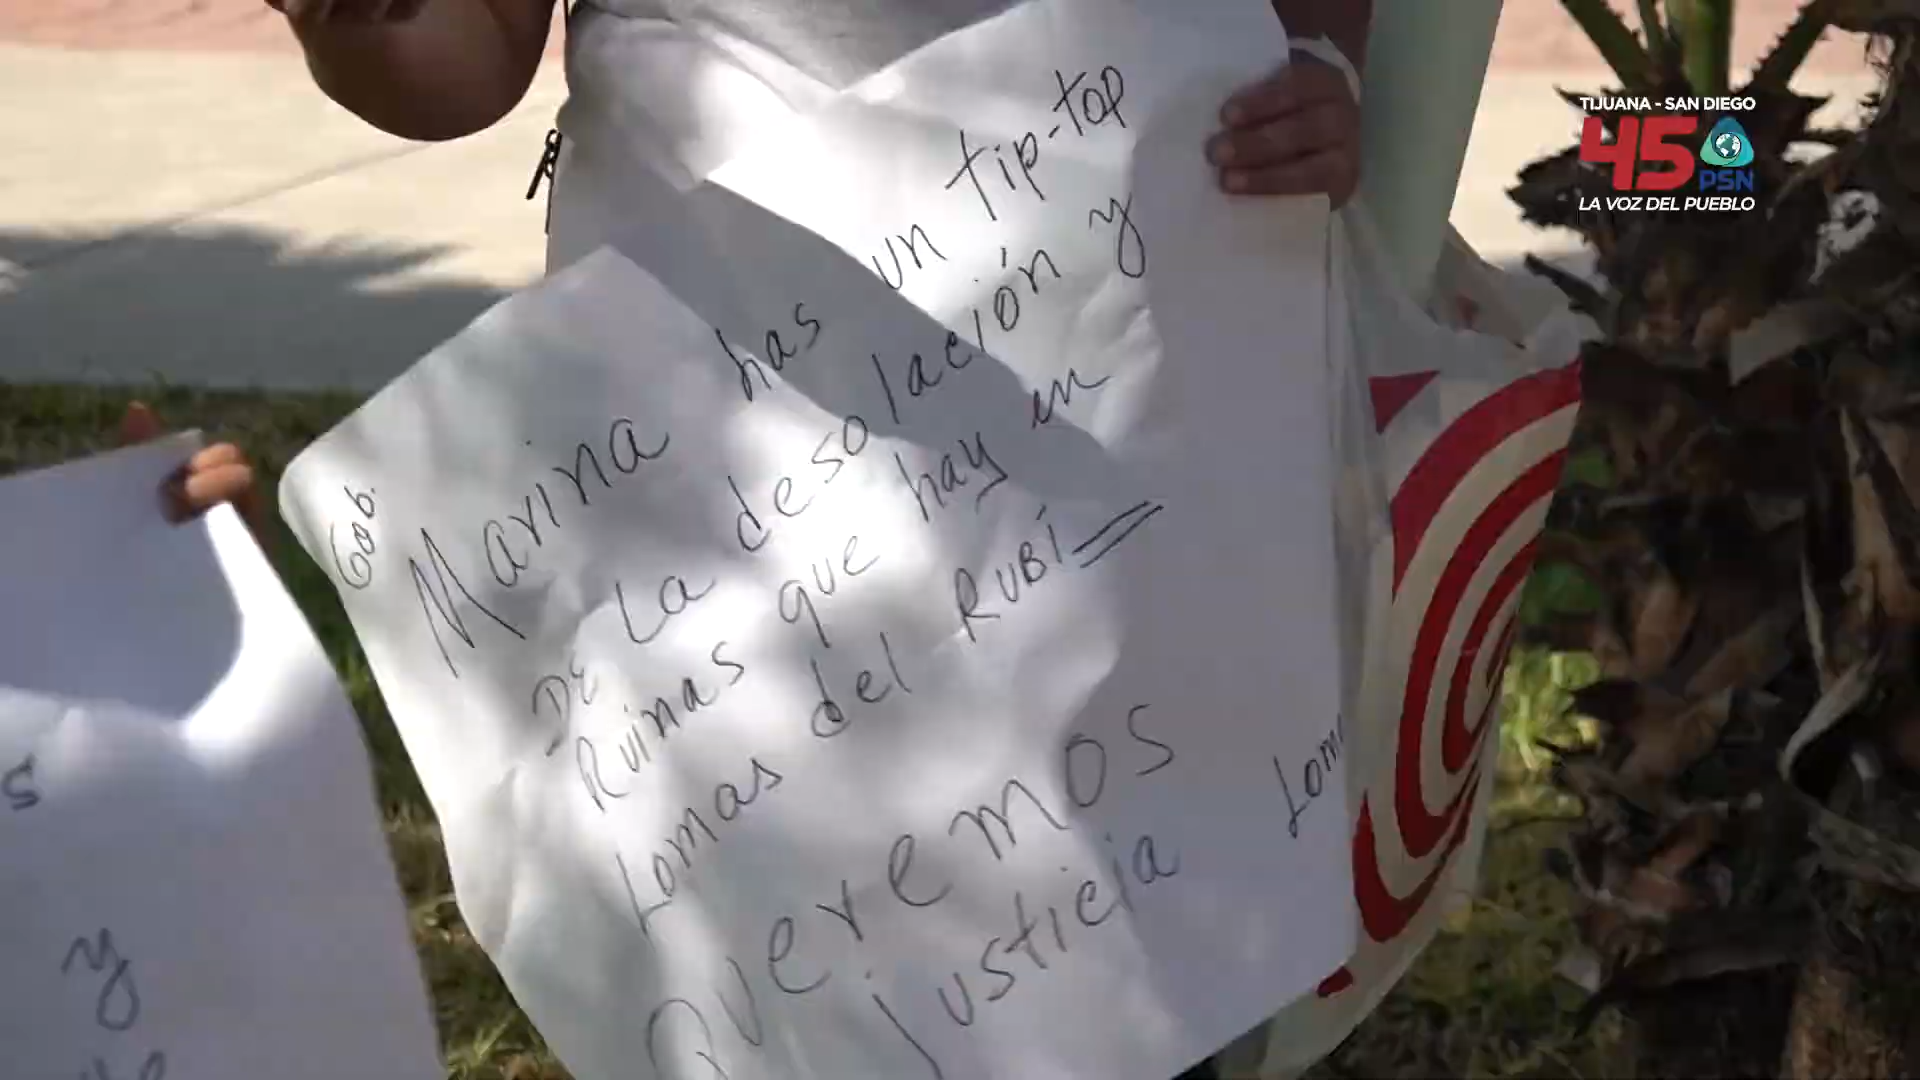 TIJUANA - SAN DIEGO
45
PSN
LA VOZ DEL PUEBLO
Gob.
Marina has un tip-top
DE La desolación y
Ruinas que hay en
Lomas del RUBÍ
Queremos
justicia
Lom
s
y